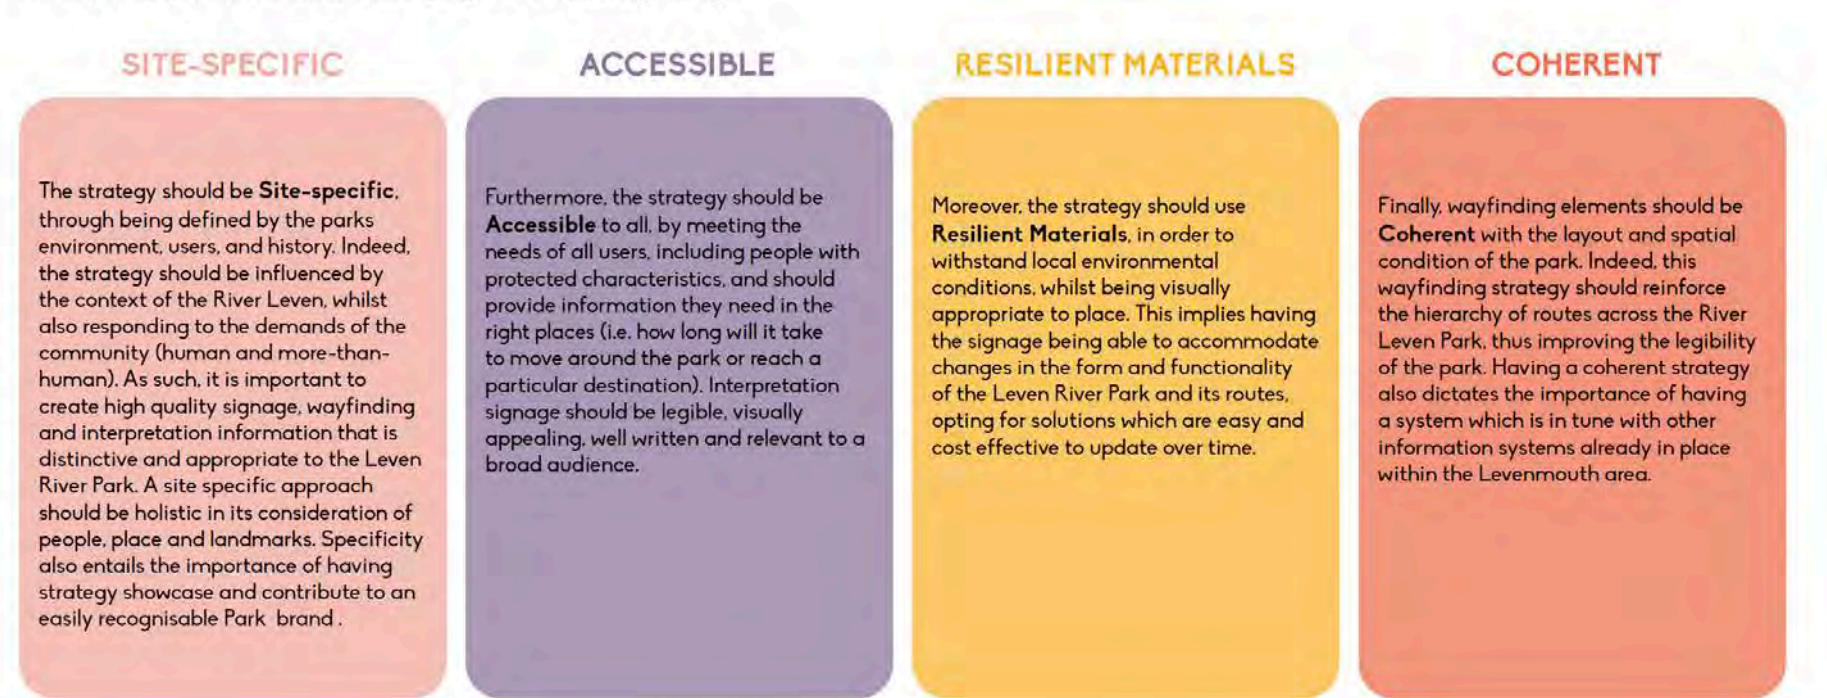 SITE-SPECIFIC
The strategy should be Site-specific,
through being defined by the parks
environment, users, and history. Indeed,
the strategy should be influenced by
the context of the River Leven, whilst
also responding to the demands of the
community (human and more-than-
human). As such, it is important to
create high quality signage, wayfinding
and interpretation information that is
distinctive and appropriate to the Leven
River Park. A site specific approach
should be holistic in its consideration of
people, place and landmarks. Specificity
also entails the importance of having
strategy showcase and contribute to an
easily recognisable Park brand .
ACCESSIBLE
Furthermore, the strategy should be
Accessible to all, by meeting the
needs of all users, including people with
protected characteristics, and should
provide information they need in the
right places (i.e. how long will it take
to move around the park or reach a
particular destination). Interpretation
signage should be legible, visually
appealing, well written and relevant to a
broad audience.
RESILIENT MATERIALS
Moreover, the strategy should use
Resilient Materials, in order to
withstand local environmental
conditions, whilst being visually
appropriate to place. This implies having
the signage being able to accommodate
changes in the form and functionality
of the Leven River Park and its routes,
opting for solutions which are easy and
cost effective to update over time.
COHERENT
Finally, wayfinding elements should be
Coherent with the layout and spatial
condition of the park. Indeed, this
wayfinding strategy should reinforce
the hierarchy of routes across the River
Leven Park, thus improving the legibility
of the park. Having a coherent strategy
also dictates the importance of having
a system which is in tune with other
information systems already in place
within the Levenmouth area.